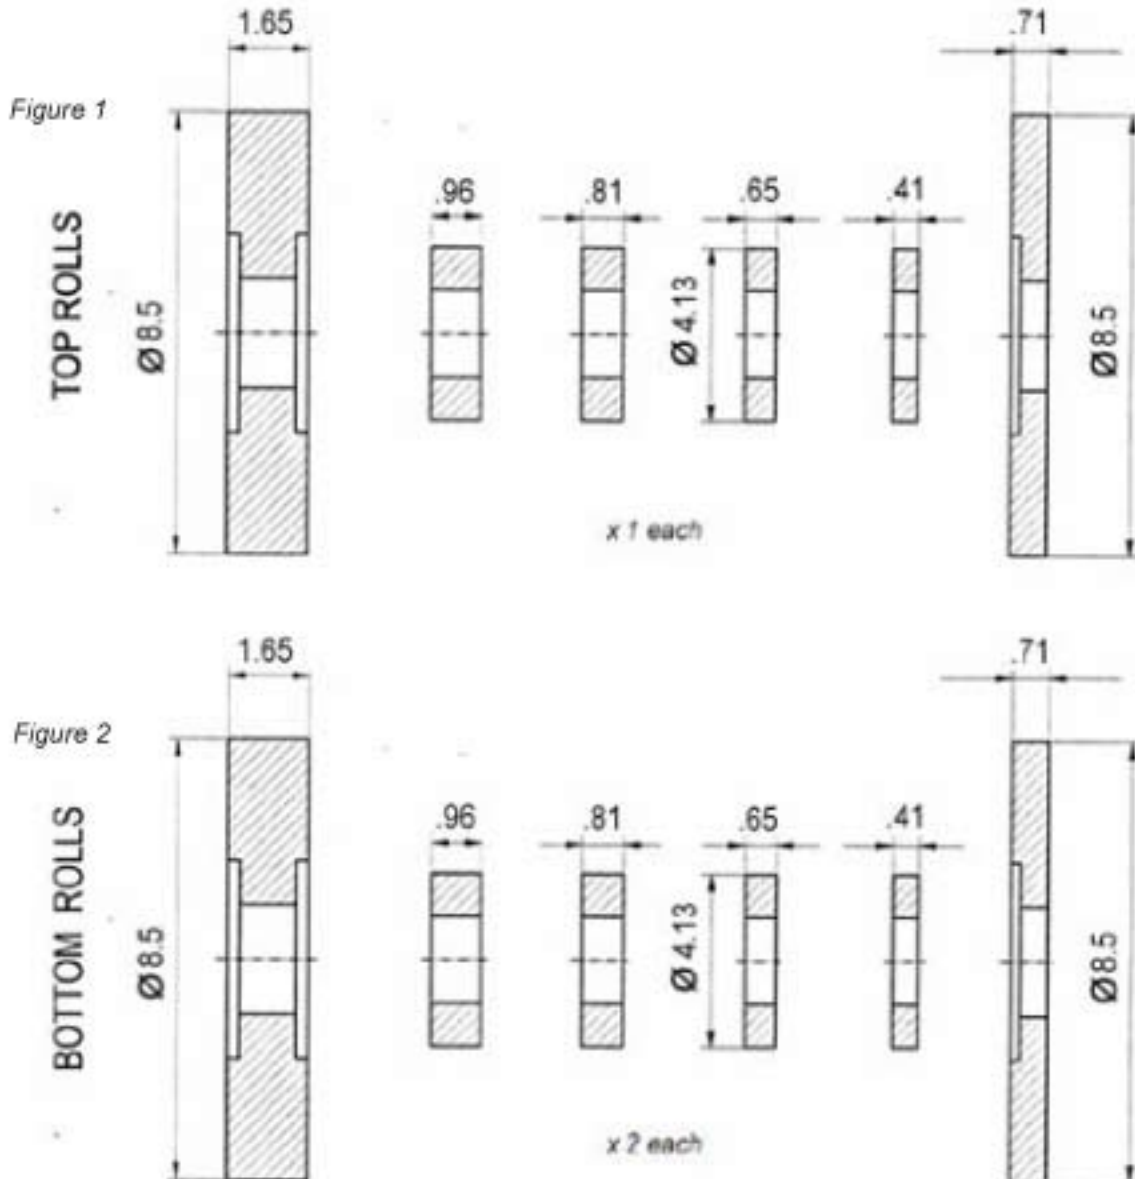 1.65
.71
Figure 1
.96
.81
.65
.41
TOP ROLLS
Ø 8.5
Ø 4.13
Ø 8.5
x 1 each
1.65
.71
Figure 2
.96
.81
.65
.41
BOTTOM ROLLS
Ø 8.5
Ø 4.13
Ø 8.5
x 2 each